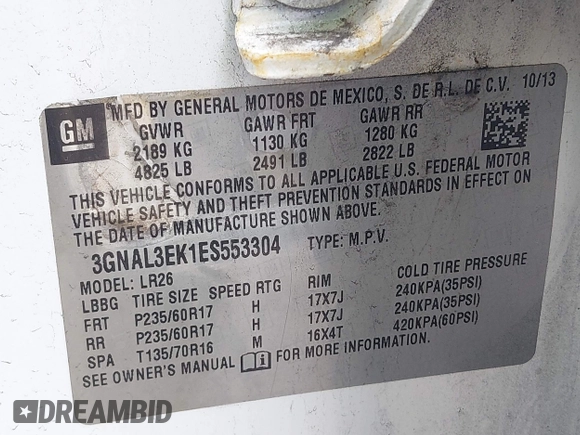 GM
MFD BY GENERAL MOTORS DE MEXICO, S. DE R.L. DE C.V. 10/13
GVWR GAWR FRT GAWR RR
2189 KG 1130 KG 1280 KG
4825 LB 2491 LB 2822 LB
THIS VEHICLE CONFORMS TO ALL APPLICABLE U.S. FEDERAL MOTOR
VEHICLE SAFETY AND THEFT PREVENTION STANDARDS IN EFFECT ON
THE DATE OF MANUFACTURE SHOWN ABOVE.
3GNAL3EK1ES553304 TYPE: M.P.V.
MODEL: LR26
LBBG TIRE SIZE SPEED RTG RIM COLD TIRE PRESSURE
FRT P235/60R17 H 17X7J 240KPA(35PSI)
RR P235/60R17 H 17X7J 240KPA(35PSI)
SPA T135/70R16 M 16X4T 420KPA(60PSI)
SEE OWNER'S MANUAL FOR MORE INFORMATION.
DREAMBID